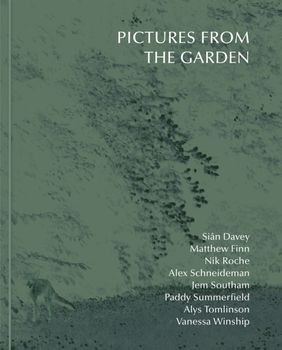 PICTURES FROM
THE GARDEN
Siân Davey
Matthew Finn
Nik Roche
Alex Schneideman
Jem Southam
Paddy Summerfield
Alys Tomlinson
Vanessa Winship